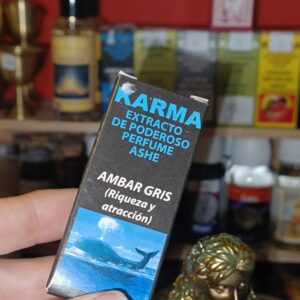 KARMA
EXTRACTO
DE PODEROSO
PERFUME
ASHE
AMBAR GRIS
(Riqueza y
atracción)